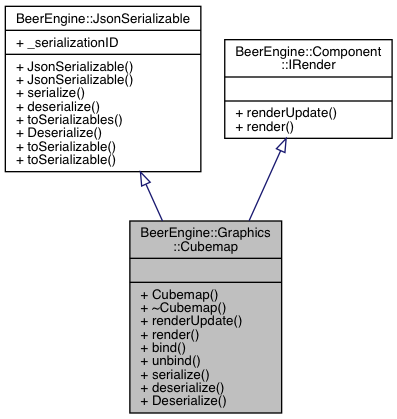 BeerEngine::JsonSerializable
+ _serializationID
+ JsonSerializable()
+ JsonSerializable()
+ serialize()
+ deserialize()
+ toSerializables()
+ Deserialize()
+ toSerializable()
+ toSerializable()
BeerEngine::Component
::IRender
+ renderUpdate()
+ render()
BeerEngine::Graphics
::Cubemap
+ Cubemap()
+ ~Cubemap()
+ renderUpdate()
+ render()
+ bind()
+ unbind()
+ serialize()
+ deserialize()
+ Deserialize()